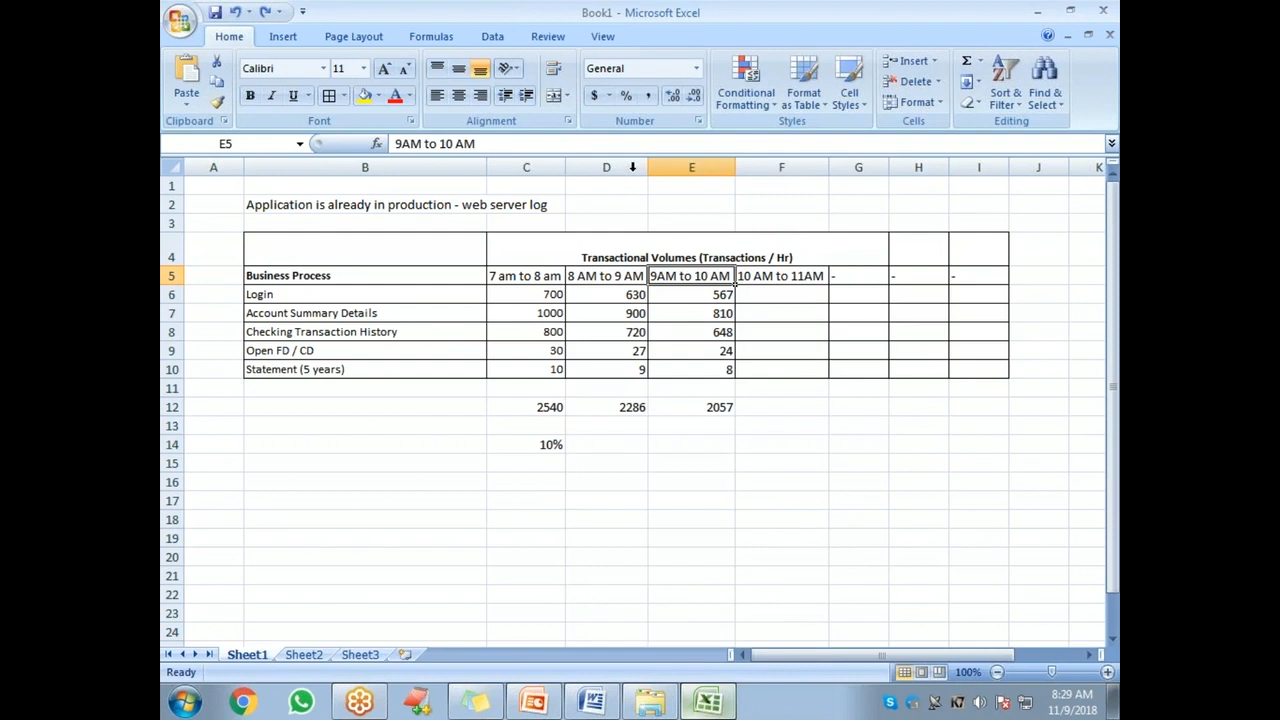 Book1 - Microsoft Excel
Home Insert Page Layout Formulas Data Review View
Calibri 11 A A General Σ Insert
Paste B I U A $ % , Conditional Formatting Format as Table Cell Styles Delete Format Sort & Filter Find & Select
Clipboard Font Alignment Number Styles Cells Editing
E5 fx 9AM to 10 AM
A B C D E F G H I J K
1
2 Application is already in production - web server log
3
4 Transactional Volumes (Transactions / Hr)
5 Business Process 7 am to 8 am 8 AM to 9 AM 9AM to 10 AM 10 AM to 11AM - - -
6 Login 700 630 567
7 Account Summary Details 1000 900 810
8 Checking Transaction History 800 720 648
9 Open FD / CD 30 27 24
10 Statement (5 years) 10 9 8
11
12 2540 2286 2057
13
14 10%
15
16
17
18
19
20
21
22
23
24
Sheet1 Sheet2 Sheet3
Ready 100%
8:29 AM
11/9/2018